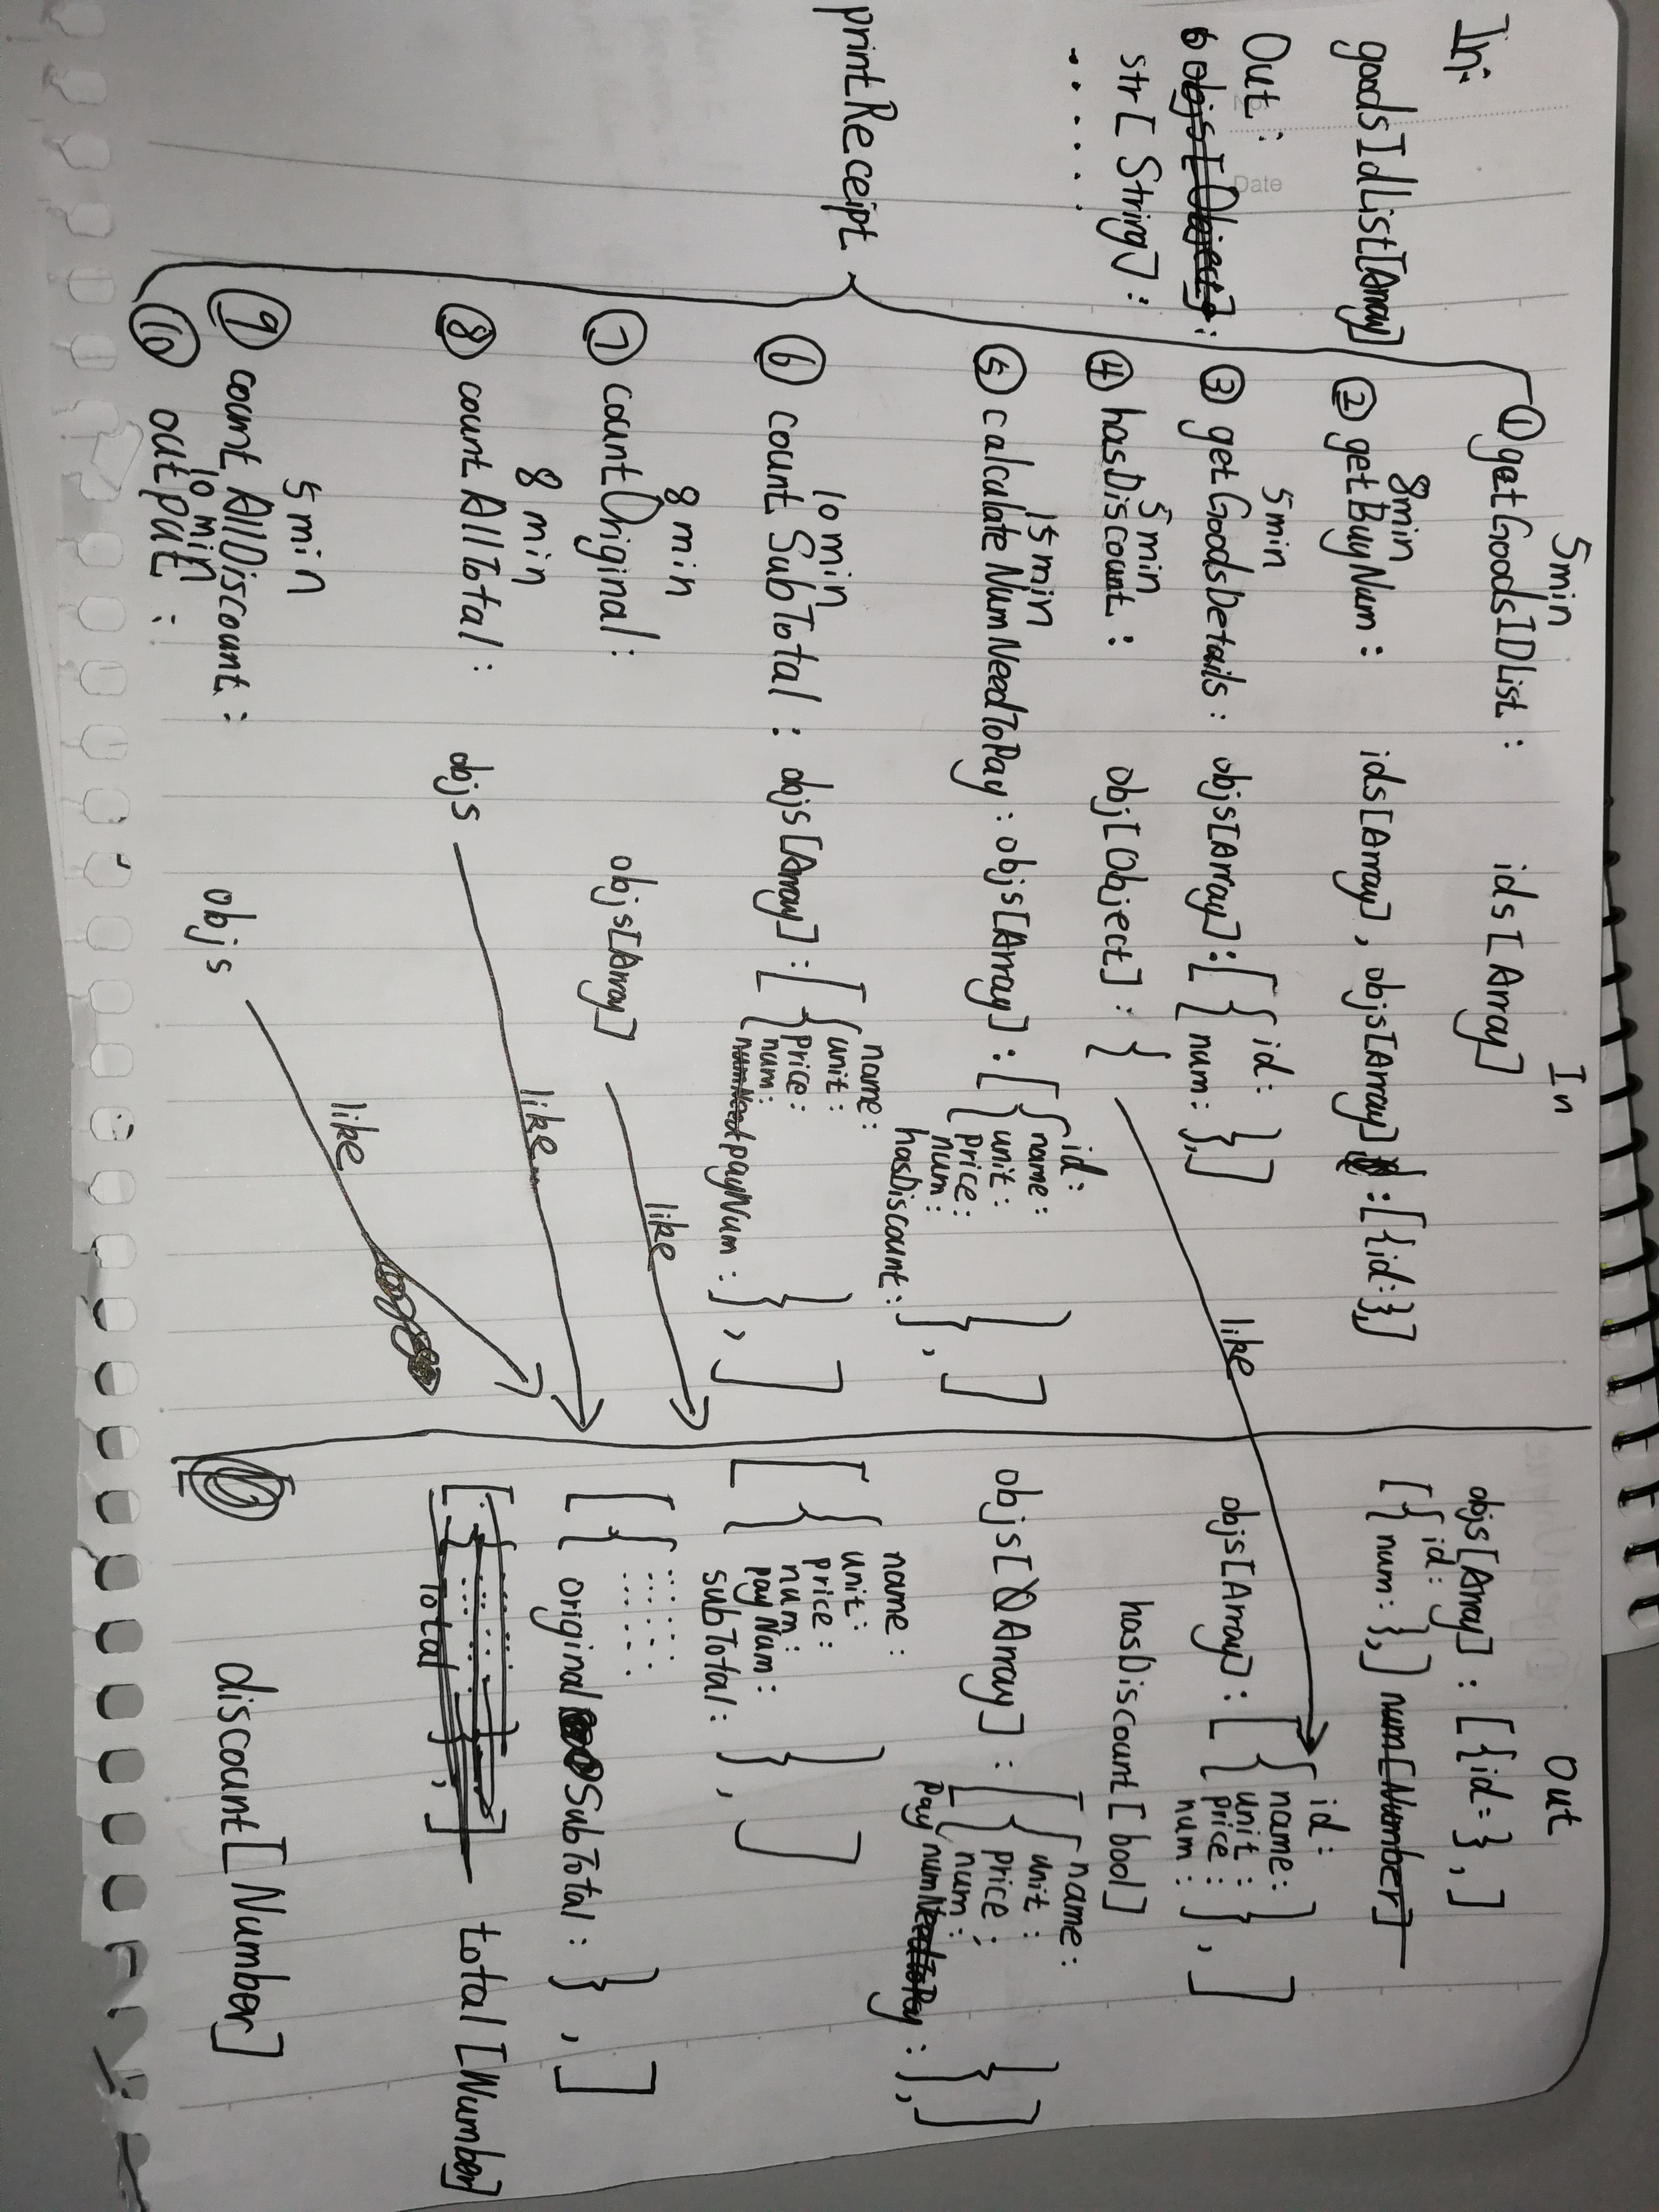 In:
goodsIdList[Array]
Out:
objs[Object]:
str[String]:
.....
Date
printReceipt
In
Out
5min
① getGoodsIDList: ids[Array] objs[Array]: [{id=},]
8min
② getBuyNum: ids[Array], objs[Array]: [{id:},] [{id: num:},] num[Number]
5min
③ getGoodsDetails: objs[Array]: [{id: num:},] objs[Array]: [{
id:
name:
unit:
price:
num: },]
5min
④ hasDiscount: obj[Object]: { like hasDiscount[bool]
15min
⑤ calculateNumNeedToPay: objs[Array]: [{
id:
name:
unit:
price:
num:
hasDiscount: },]
objs[Array]: [{
name:
unit:
price:
num:
pay numNeedToPay: },]
10min
⑥ countSubTotal: objs[Array]: [{
name:
unit:
price:
num:
numNeed payNum: },]
[{
name:
unit:
price:
num:
payNum:
subTotal: },]
8min
⑦ countOriginal: objs[Array] like [{
......
.....
original SubTotal: },]
8min
⑧ countAllTotal: objs like [{ ...... Total },] total[Number]
5min
⑨ countAllDiscount: objs like discount[Number]
10min
⑩ output: